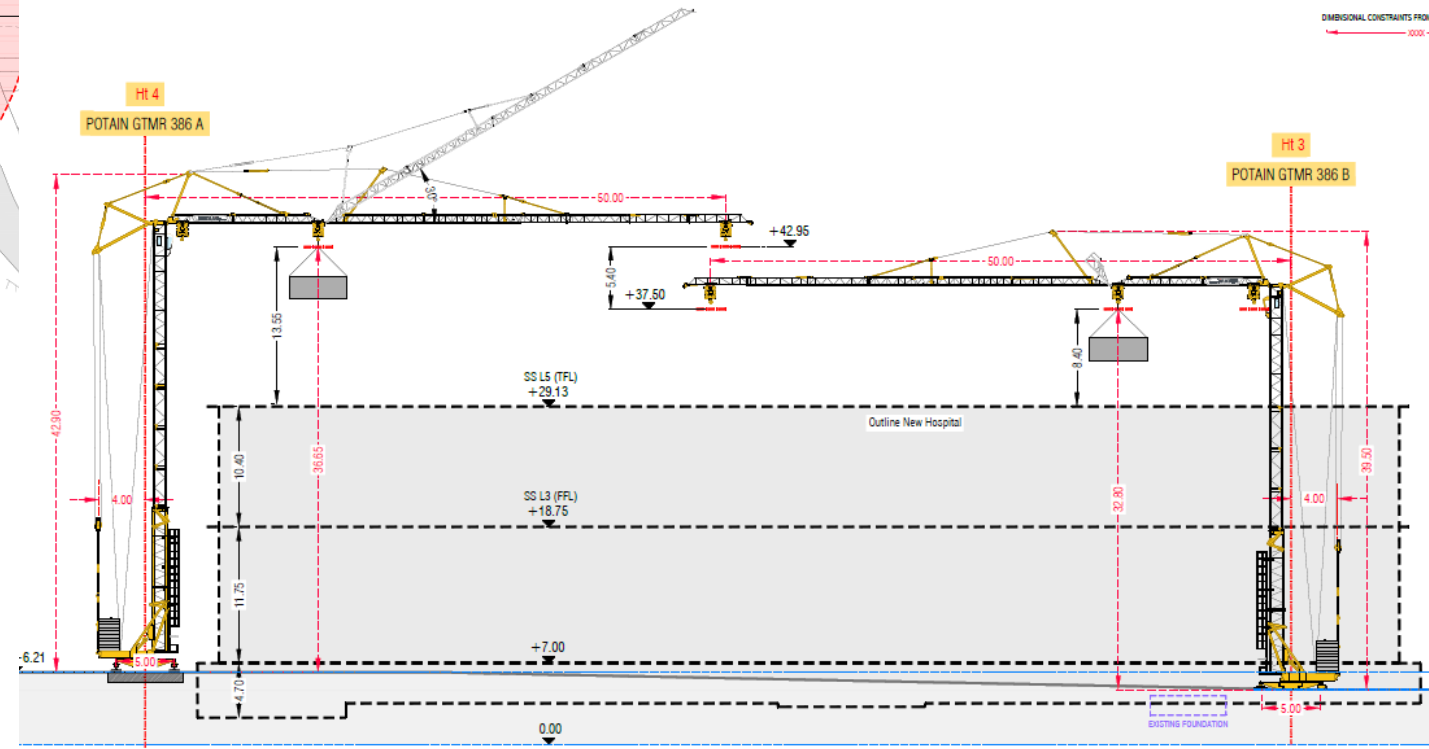 DIMENSIONAL CONSTRAINTS FROM
XXXX
Ht 4
POTAIN GTMR 386 A
Ht 3
POTAIN GTMR 386 B
30°
50.00
+42.95
50.00
5.40
+37.50
13.55
8.40
SS L5 (TFL)
+29.13
Outline New Hospital
42.90
36.65
10.40
32.80
39.50
4.00
SS L3 (FFL)
+18.75
4.00
11.75
+7.00
6.21
5.00
4.70
5.00
EXISTING FOUNDATION
0.00